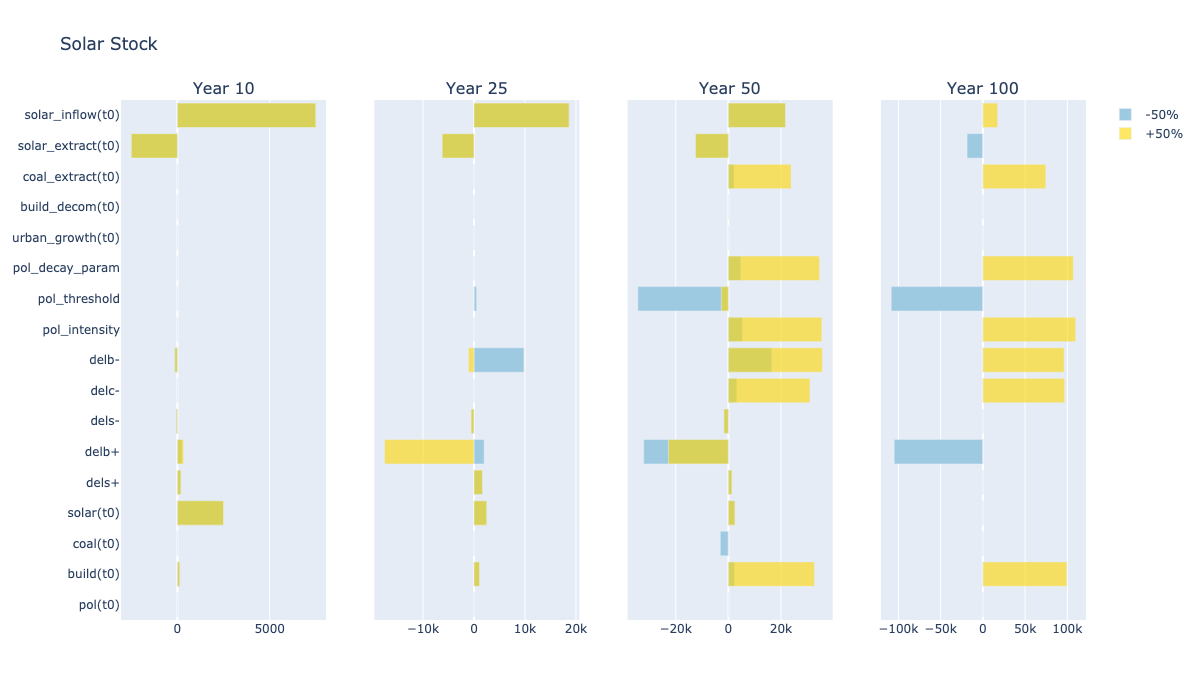 Solar Stock
Year 10
Year 25
Year 50
Year 100
-50%
+50%
solar_inflow(t0)
solar_extract(t0)
coal_extract(t0)
build_decom(t0)
urban_growth(t0)
pol_decay_param
pol_threshold
pol_intensity
delb-
delc-
dels-
delb+
dels+
solar(t0)
coal(t0)
build(t0)
pol(t0)
0 5000
−10k 0 10k 20k
−20k 0 20k
−100k −50k 0 50k 100k